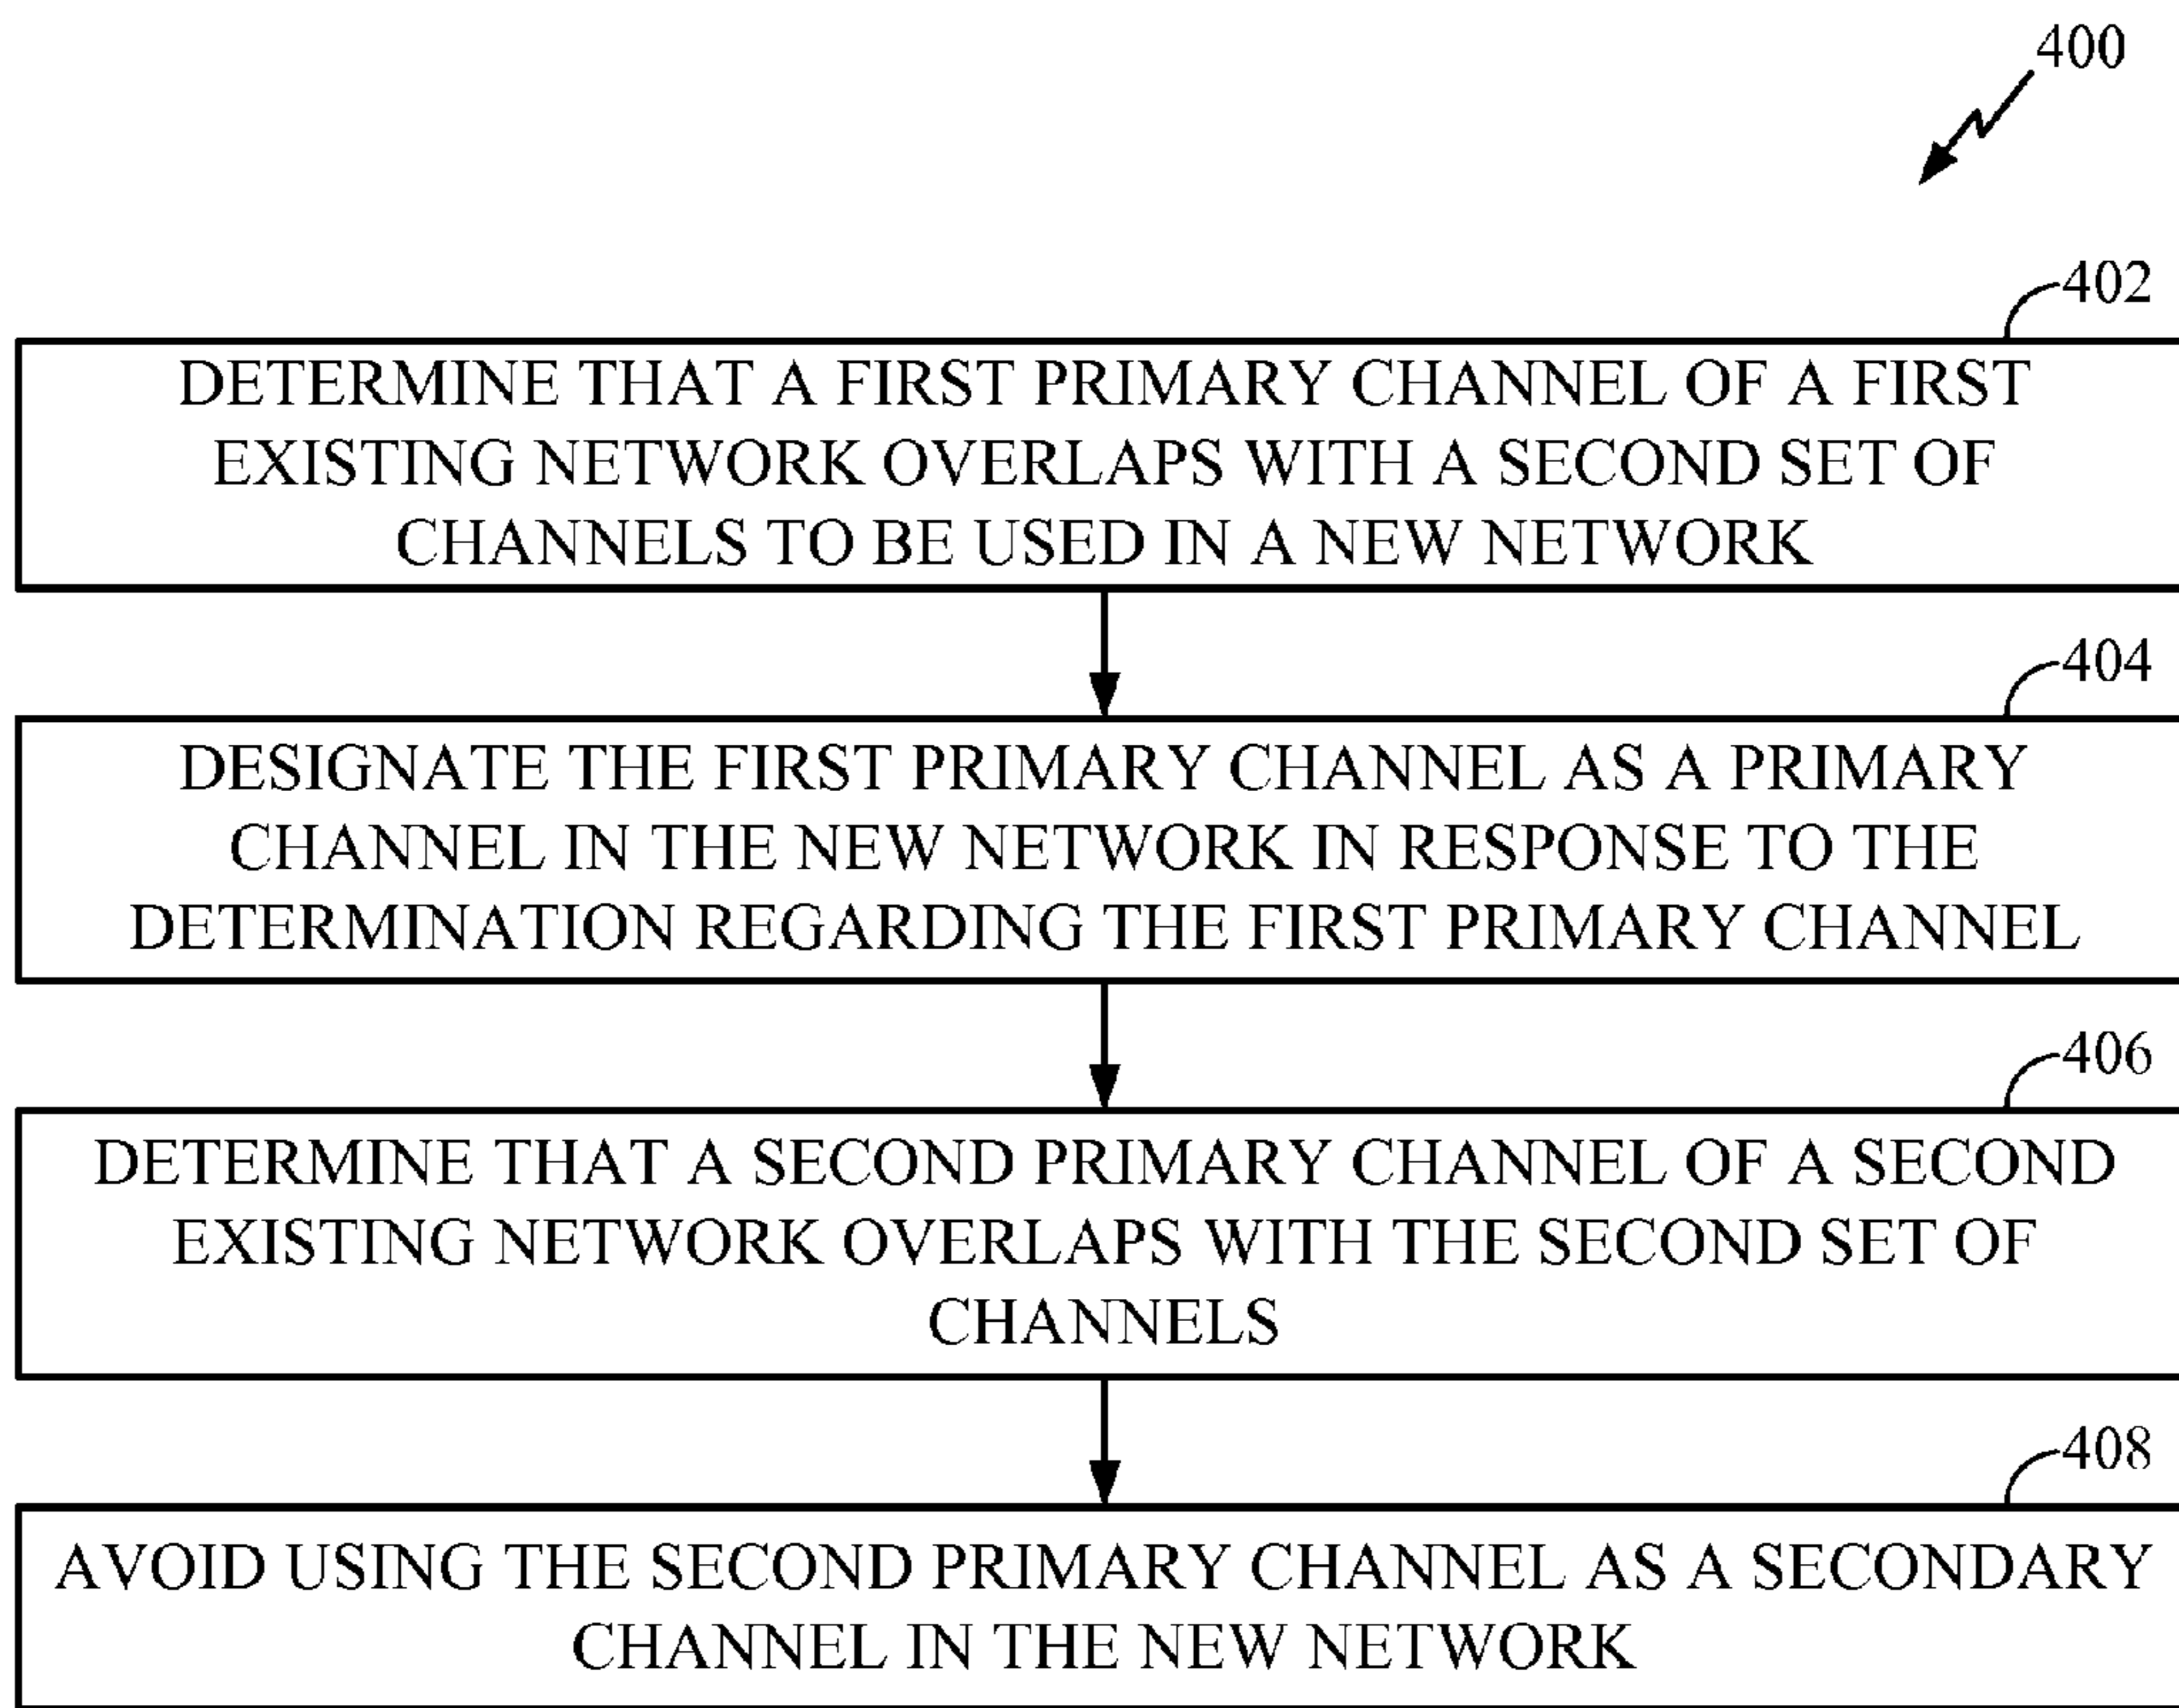 400
402
DETERMINE THAT A FIRST PRIMARY CHANNEL OF A FIRST
EXISTING NETWORK OVERLAPS WITH A SECOND SET OF
CHANNELS TO BE USED IN A NEW NETWORK
404
DESIGNATE THE FIRST PRIMARY CHANNEL AS A PRIMARY
CHANNEL IN THE NEW NETWORK IN RESPONSE TO THE
DETERMINATION REGARDING THE FIRST PRIMARY CHANNEL
406
DETERMINE THAT A SECOND PRIMARY CHANNEL OF A SECOND
EXISTING NETWORK OVERLAPS WITH THE SECOND SET OF
CHANNELS
408
AVOID USING THE SECOND PRIMARY CHANNEL AS A SECONDARY
CHANNEL IN THE NEW NETWORK